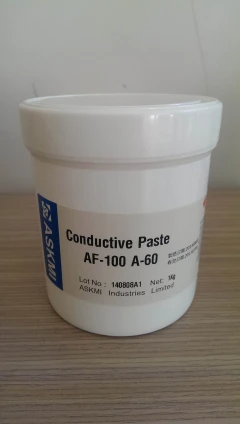 ASKMI
Conductive Paste
AF-100 A-60
Lot No : 140808A1 Net: 1Kg
ASKMI Industries Limited